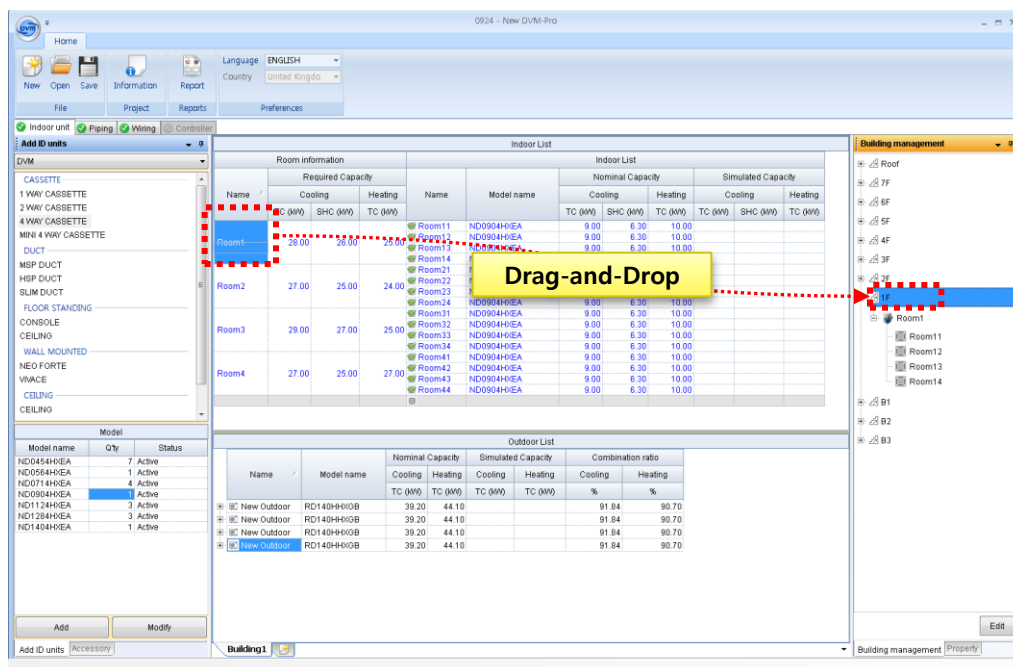 0924 - New DVM-Pro
DVM
Home
New Open Save Information Report
Language ENGLISH
Country United Kingdo
File Project Reports Preferences
Indoor unit Piping Wiring Controller
Add ID units
DVM
CASSETTE
1 WAY CASSETTE
2 WAY CASSETTE
4 WAY CASSETTE
MINI 4 WAY CASSETTE
DUCT
MSP DUCT
HSP DUCT
SLIM DUCT
FLOOR STANDING
CONSOLE
CEILING
WALL MOUNTED
NEO FORTE
VIVACE
CEILING
CEILING
Model
Model name Q'ty Status
ND0454HXEA 7 Active
ND0564HXEA 1 Active
ND0714HXEA 4 Active
ND0904HXEA 1 Active
ND1124HXEA 3 Active
ND1284HXEA 3 Active
ND1404HXEA 1 Active
Add Modify
Add ID units Accessory
Indoor List
Room information Indoor List
Required Capacity Nominal Capacity Simulated Capacity
Name Cooling Heating Name Model name Cooling Heating Cooling Heating
TC (kW) SHC (kW) TC (kW) TC (kW) SHC (kW) TC (kW) TC (kW) SHC (kW) TC (kW)
Room1 28.00 26.00 25.00
Room11 ND0904HXEA 9.00 6.30 10.00
Room12 ND0904HXEA 9.00 6.30 10.00
Room13 ND0904HXEA 9.00 6.30 10.00
Room14
Room2 27.00 25.00 24.00
Room21
Room22
Room23
Room24 ND0904HXEA 9.00 6.30 10.00
Room3 29.00 27.00 25.00
Room31 ND0904HXEA 9.00 6.30 10.00
Room32 ND0904HXEA 9.00 6.30 10.00
Room33 ND0904HXEA 9.00 6.30 10.00
Room34 ND0904HXEA 9.00 6.30 10.00
Room4 27.00 25.00 27.00
Room41 ND0904HXEA 9.00 6.30 10.00
Room42 ND0904HXEA 9.00 6.30 10.00
Room43 ND0904HXEA 9.00 6.30 10.00
Room44 ND0904HXEA 9.00 6.30 10.00
Drag-and-Drop
Outdoor List
Nominal Capacity Simulated Capacity Combination ratio
Name Model name Cooling Heating Cooling Heating Cooling Heating
TC (kW) TC (kW) TC (kW) TC (kW) % %
New Outdoor RD140HHXGB 39.20 44.10 91.84 90.70
New Outdoor RD140HHXGB 39.20 44.10 91.84 90.70
New Outdoor RD140HHXGB 39.20 44.10 91.84 90.70
New Outdoor RD140HHXGB 39.20 44.10 91.84 90.70
Building1
Building management
Roof
7F
6F
5F
4F
3F
2F
1F
Room1
Room11
Room12
Room13
Room14
B1
B2
B3
Edit
Building management Property